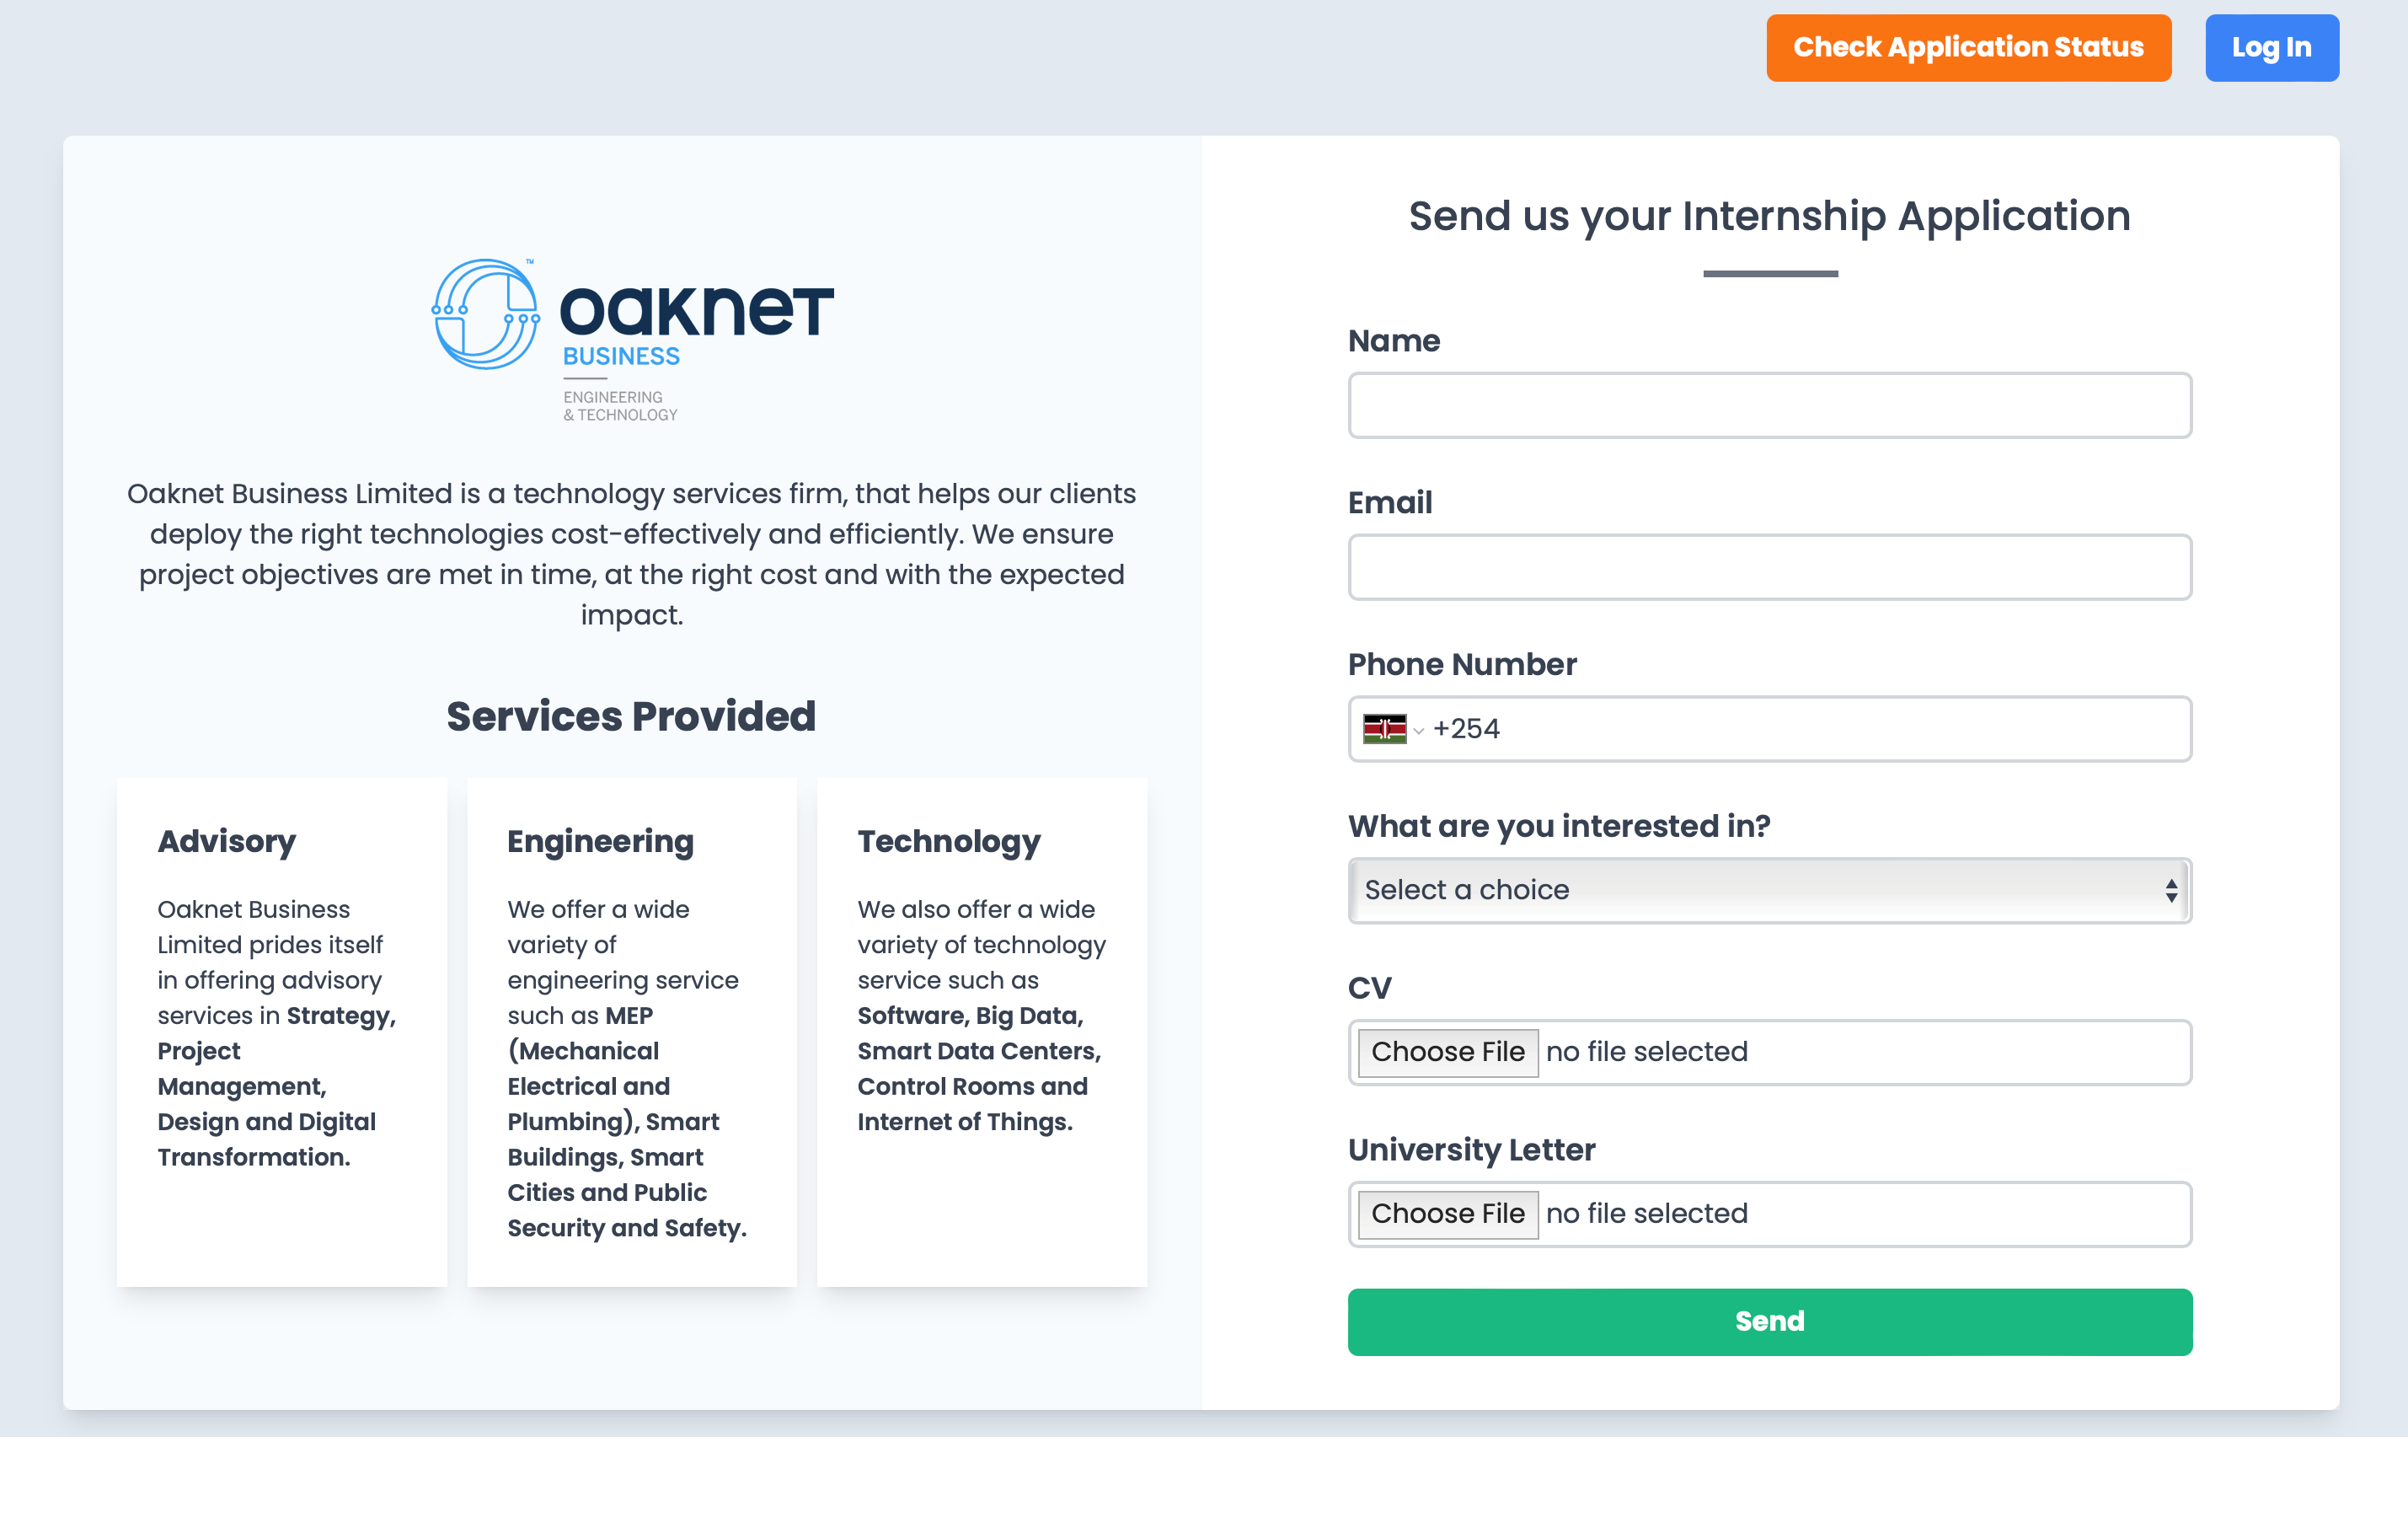 Check Application Status
Log In
TM
oaknet
BUSINESS
ENGINEERING
& TECHNOLOGY
Oaknet Business Limited is a technology services firm, that helps our clients
deploy the right technologies cost-effectively and efficiently. We ensure
project objectives are met in time, at the right cost and with the expected
impact.
Services Provided
Advisory
Oaknet Business
Limited prides itself
in offering advisory
services in Strategy,
Project
Management,
Design and Digital
Transformation.
Engineering
We offer a wide
variety of
engineering service
such as MEP
(Mechanical
Electrical and
Plumbing), Smart
Buildings, Smart
Cities and Public
Security and Safety.
Technology
We also offer a wide
variety of technology
service such as
Software, Big Data,
Smart Data Centers,
Control Rooms and
Internet of Things.
Send us your Internship Application
Name
Email
Phone Number
+254
What are you interested in?
Select a choice
CV
Choose File no file selected
University Letter
Choose File no file selected
Send